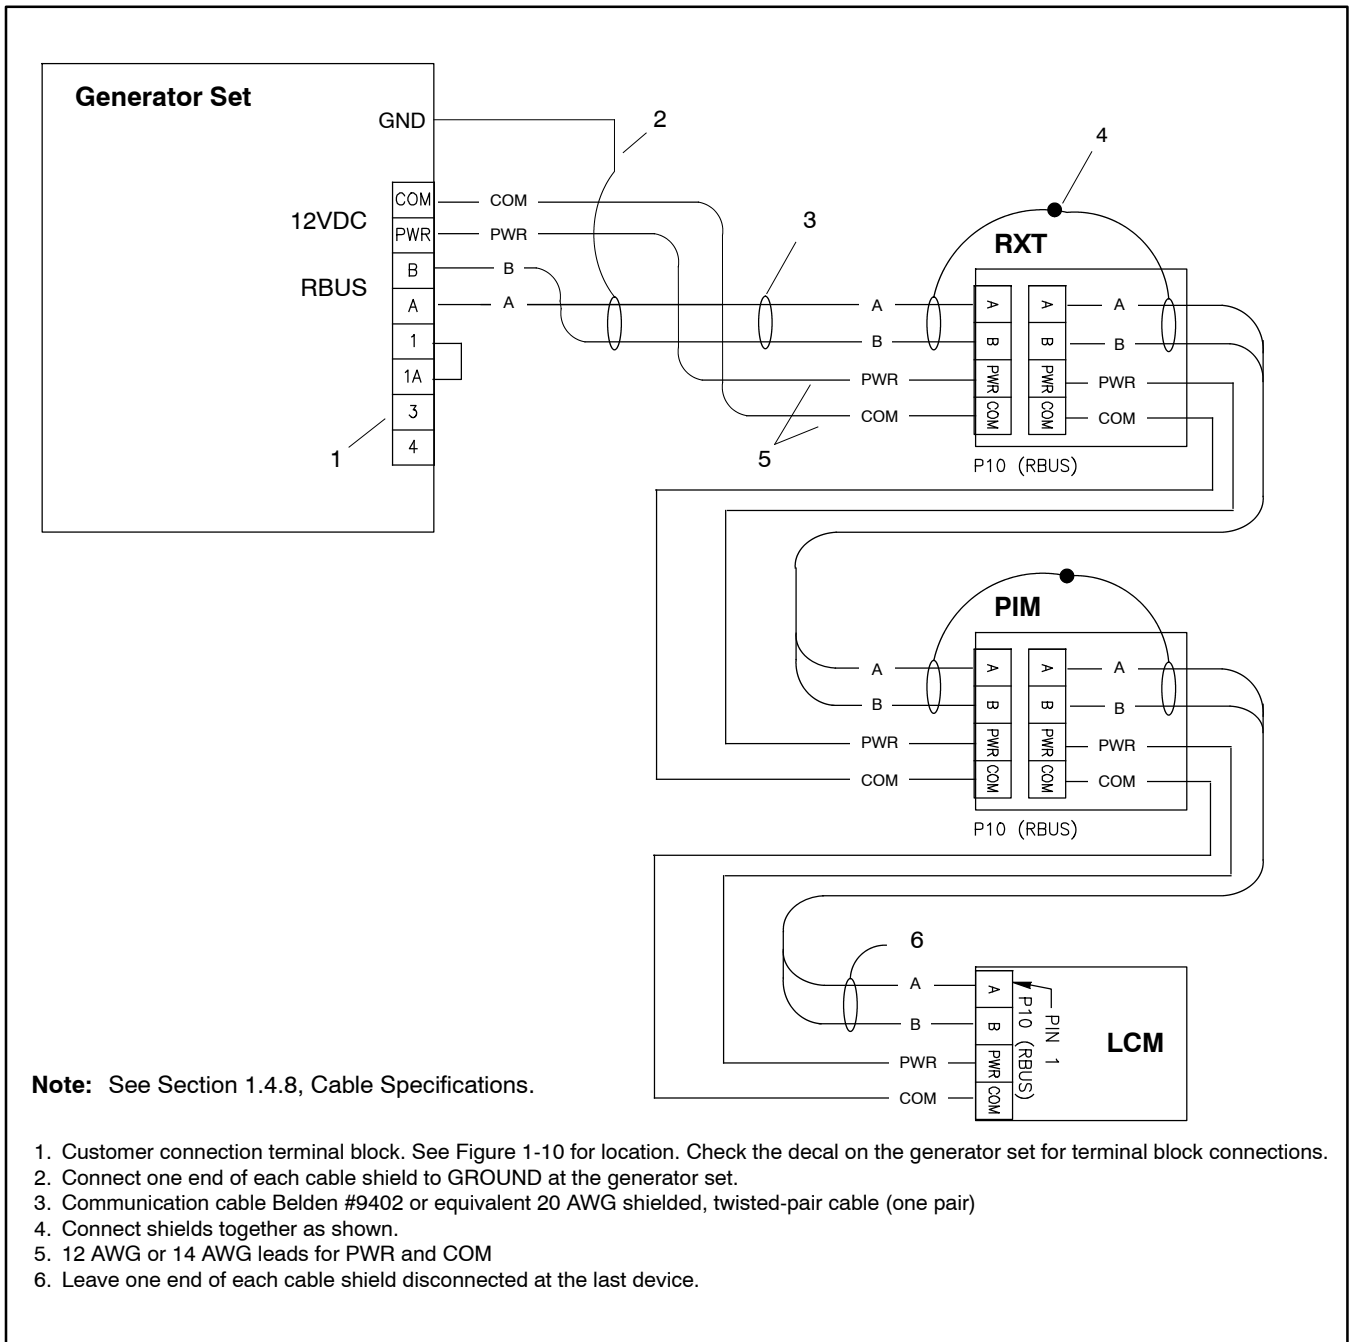 Generator Set
GND
2
4
COM
COM
12VDC
PWR
PWR
3
RXT
B
B
RBUS
A
A
A
A
A
A
1
B
B
B
B
1A
PWR
PWR
PWR
PWR
3
COM
COM
COM
COM
4
1
5
P10 (RBUS)
PIM
A
A
A
A
B
B
B
B
PWR
PWR
PWR
PWR
COM
COM
COM
COM
P10 (RBUS)
6
A
A
B
B
PWR
PWR
COM
COM
P10 (RBUS)
PIN 1
LCM
Note: See Section 1.4.8, Cable Specifications.
1. Customer connection terminal block. See Figure 1-10 for location. Check the decal on the generator set for terminal block connections.
2. Connect one end of each cable shield to GROUND at the generator set.
3. Communication cable Belden #9402 or equivalent 20 AWG shielded, twisted-pair cable (one pair)
4. Connect shields together as shown.
5. 12 AWG or 14 AWG leads for PWR and COM
6. Leave one end of each cable shield disconnected at the last device.